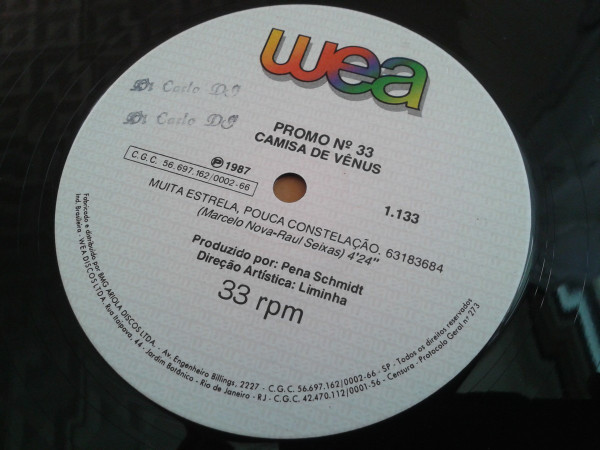 wea
Di Carlo DJ
Di Carlo DJ
PROMO Nº 33
CAMISA DE VÊNUS
Ⓟ 1987
C.G.C. 56.697.162/0002-66
1.133
MUITA ESTRELA, POUCA CONSTELAÇÃO, 63183684
(Marcelo Nova-Raul Seixas) 4'24"
Produzido por: Pena Schmidt
Direção Artística: Liminha
33 rpm
Fabricado e distribuído por BMG ARIOLA DISCOS LTDA. - Av. Engenheiro Billings, 2227 - C.G.C. 56.697.162/0002-66 - SP - Todos os direitos reservados
Ind. Brasileira - WEA DISCOS LTDA. Rua Itaipava, 44 - Jardim Botânico - Rio de Janeiro - RJ - C.G.C. 42.470.112/0001-56 - Censura - Protocolo Geral nº 273